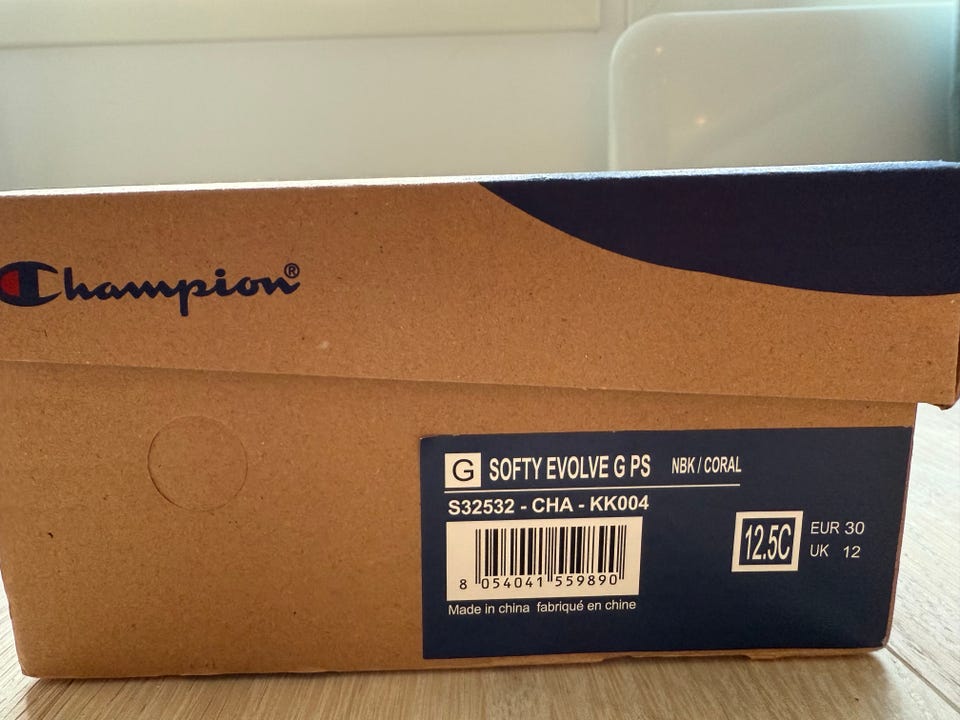 Champion®
G SOFTY EVOLVE G PS NBK / CORAL
S32532 - CHA - KK004
12.5C EUR 30
UK 12
8 054041 559890
Made in china fabriqué en chine